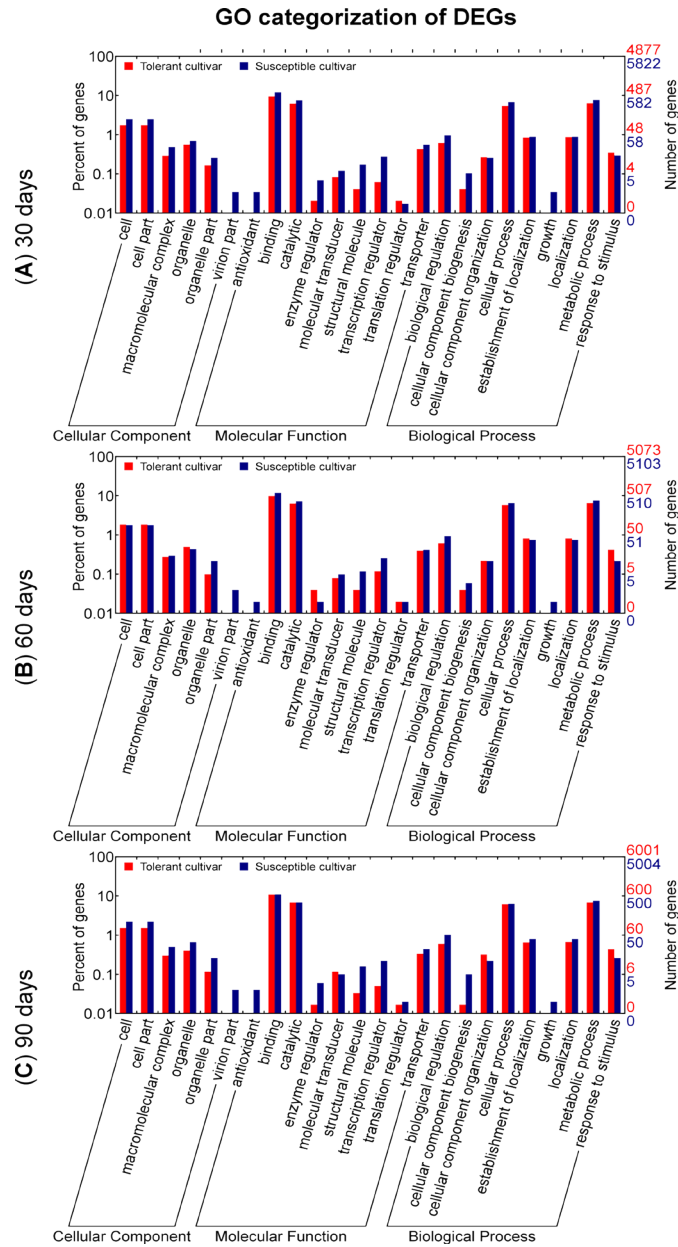 GO categorization of DEGs
(A) 30 days
Percent of genes
100
10
1
0.1
0.01
Tolerant cultivar
Susceptible cultivar
4877
5822
487
582
48
58
4
5
0
0
Number of genes
cell
cell part
macromolecular complex
organelle
organelle part
virion part
antioxidant
binding
catalytic
enzyme regulator
molecular transducer
structural molecule
transcription regulator
translation regulator
transporter
biological regulation
cellular component biogenesis
cellular component organization
cellular process
establishment of localization
growth
localization
metabolic process
response to stimulus
Cellular Component
Molecular Function
Biological Process
(B) 60 days
Percent of genes
100
10
1
0.1
0.01
Tolerant cultivar
Susceptible cultivar
5073
5103
507
510
50
51
5
5
0
0
Number of genes
cell
cell part
macromolecular complex
organelle
organelle part
virion part
antioxidant
binding
catalytic
enzyme regulator
molecular transducer
structural molecule
transcription regulator
translation regulator
transporter
biological regulation
cellular component biogenesis
cellular component organization
cellular process
establishment of localization
growth
localization
metabolic process
response to stimulus
Cellular Component
Molecular Function
Biological Process
(C) 90 days
Percent of genes
100
10
1
0.1
0.01
Tolerant cultivar
Susceptible cultivar
6001
5004
600
500
60
50
6
5
0
0
Number of genes
cell
cell part
macromolecular complex
organelle
organelle part
virion part
antioxidant
binding
catalytic
enzyme regulator
molecular transducer
structural molecule
transcription regulator
translation regulator
transporter
biological regulation
cellular component biogenesis
cellular component organization
cellular process
establishment of localization
growth
localization
metabolic process
response to stimulus
Cellular Component
Molecular Function
Biological Process